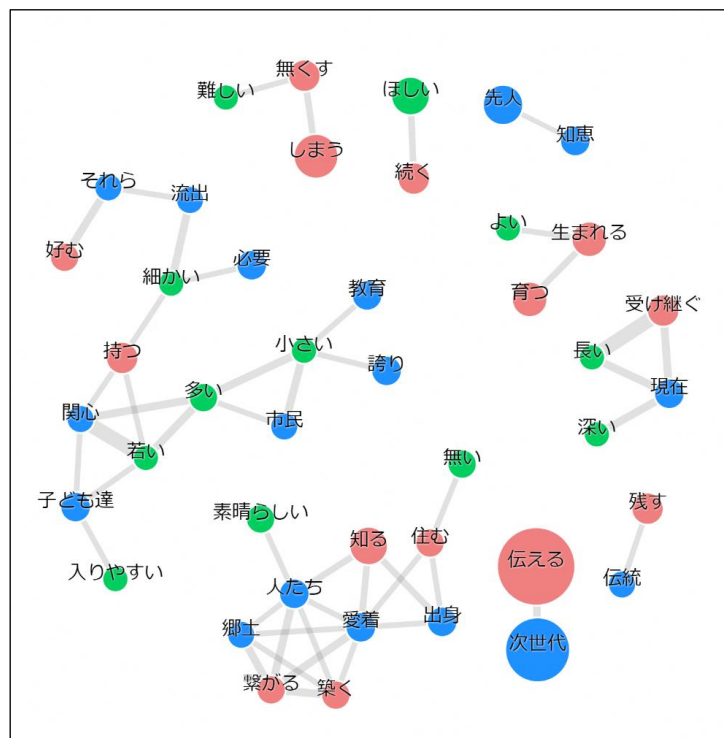 無くす
難しい
ほしい
先人
知恵
しまう
続く
それら
流出
好む
よい
生まれる
必要
細かい
育つ
教育
受け継ぐ
小さい
長い
持つ
誇り
現在
多い
関心
市民
深い
若い
無い
子ども達
素晴らしい
知る
住む
残す
入りやすい
伝える
伝統
人たち
郷土
愛着
出身
次世代
繋がる
築く